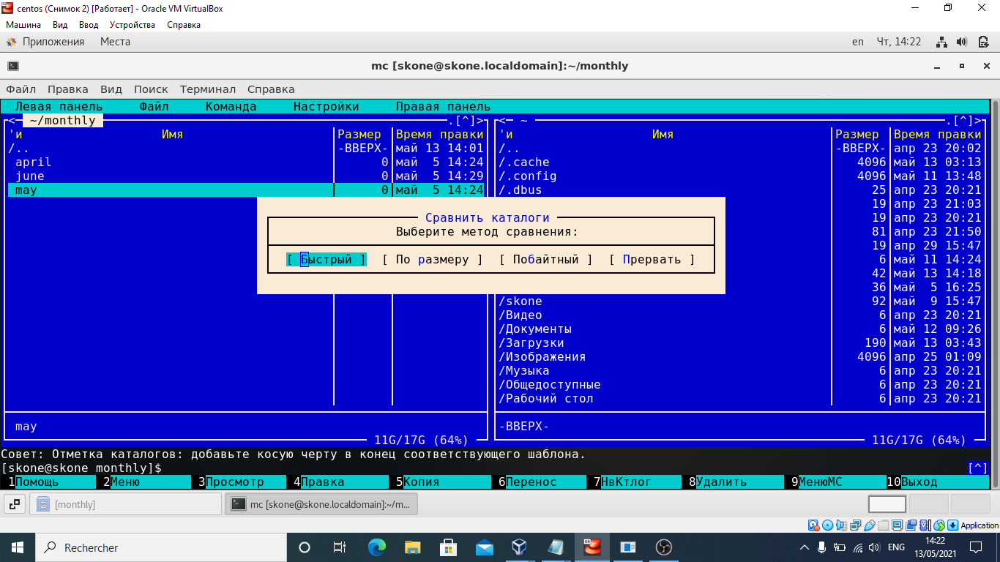 centos (Снимок 2) [Работает] - Oracle VM VirtualBox
Машина Вид Ввод Устройства Справка
Приложения Места en Чт, 14:22
mc [skone@skone.localdomain]:~/monthly
Файл Правка Вид Поиск Терминал Справка
Левая панель Файл Команда Настройки Правая панель
<─ ~/monthly .[^]> <─ ~ .[^]>
'и Имя Размер Время правки 'и Имя Размер Время правки
/.. -ВВЕРХ- май 13 14:01 /.. -ВВЕРХ- апр 23 20:02
april 0 май 5 14:24 /.cache 4096 май 13 03:13
june 0 май 5 14:29 /.config 4096 май 11 13:48
may 0 май 5 14:24 /.dbus 25 апр 23 20:21
19 апр 23 21:03
Сравнить каталоги 19 апр 23 20:21
Выберите метод сравнения: 81 апр 23 21:50
19 апр 29 15:47
[ Быстрый ] [ По размеру ] [ Побайтный ] [ Прервать ] 6 май 11 14:24
42 май 13 14:18
36 май 5 16:25
/skone 92 май 9 15:47
/Видео 6 апр 23 20:21
/Документы 6 май 12 09:26
/Загрузки 190 май 13 03:43
/Изображения 4096 апр 25 01:09
/Музыка 6 апр 23 20:21
/Общедоступные 6 апр 23 20:21
/Рабочий стол 6 апр 23 20:21
may -ВВЕРХ-
11G/17G (64%) 11G/17G (64%)
Совет: Отметка каталогов: добавьте косую черту в конец соответствующего шаблона.
[skone@skone monthly]$ [^]
1Помощь 2Меню 3Просмотр 4Правка 5Копия 6Перенос 7НвКтлог 8Удалить 9МенюМС 10Выход
[monthly] mc [skone@skone.localdomain]:~/m...
Application
Rechercher ENG 14:22
13/05/2021